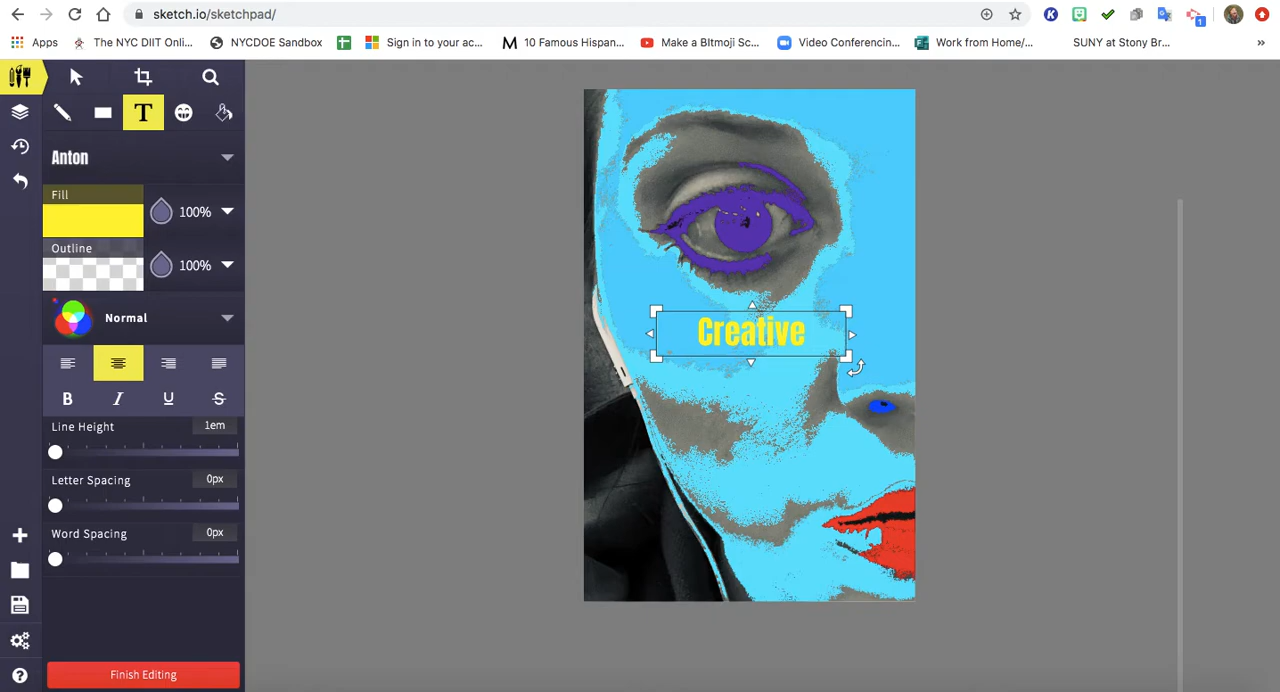 sketch.io/sketchpad/
Apps
The NYC DIIT Onli...
NYCDOE Sandbox
Sign in to your ac...
M 10 Famous Hispan...
Make a BItmoji Sc...
Video Conferencin...
Work from Home/...
SUNY at Stony Br...
»
K
1
T
Anton
Fill
100%
Outline
100%
Normal
B I U S
Line Height 1em
Letter Spacing 0px
Word Spacing 0px
Finish Editing
?
Creative